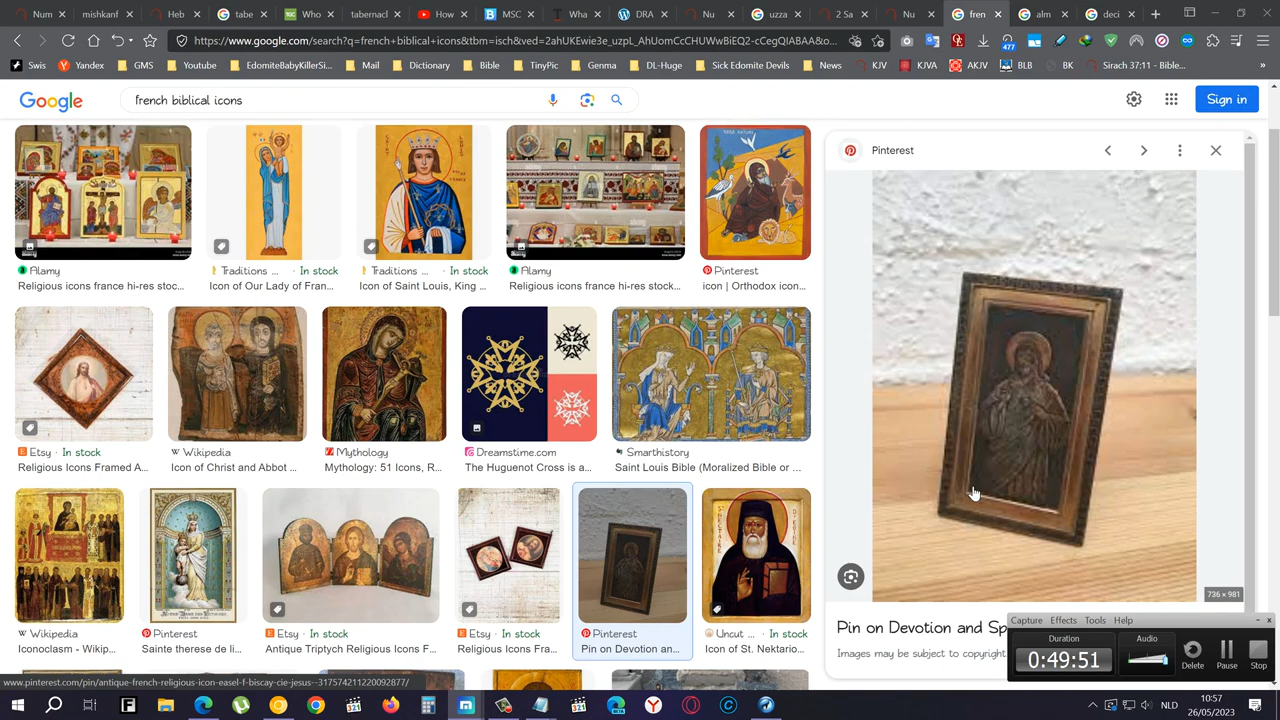 Num
mishkanf
Heb
tabe
Who
tabernacl
How
MSC
Wha
DRA
Nu
uzza
2 Sa
Nu
fren
alm
deci
https://www.google.com/search?q=french+biblical+icons&tbm=isch&ved=2ahUKEwie3e_uzpL_AhUomCcCHUWwBiEQ2-cCegQIABAA&o...
477
Swis
Yandex
GMS
Youtube
EdomiteBabyKillerSi...
Mail
Dictionary
Bible
TinyPic
Genma
DL-Huge
Sick Edomite Devils
News
KJV
KJVA
AKJV
BLB
BK
Sirach 37:11 - Bible...
Google
french biblical icons
Sign in
Pinterest
Alamy
Religious icons france hi-res stoc...
Traditions ... · In stock
Icon of Our Lady of Fran...
Traditions ... · In stock
Icon of Saint Louis, King ...
Alamy
Religious icons france hi-res stock...
Pinterest
icon | Orthodox icon...
Etsy · In stock
Religious Icons Framed A...
Wikipedia
Icon of Christ and Abbot ...
Mythology
Mythology: 51 Icons, R...
Dreamstime.com
The Huguenot Cross is a...
Smarthistory
Saint Louis Bible (Moralized Bible or ...
Wikipedia
Iconoclasm - Wikip...
Pinterest
Sainte therese de li...
Etsy · In stock
Antique Triptych Religious Icons F...
Etsy · In stock
Religious Icons Fra...
Pinterest
Pin on Devotion an...
Uncut ... · In stock
Icon of St. Nektario...
736 × 981
Pin on Devotion and Sp
Images may be subject to copyright
Capture Effects Tools Help
Duration
0:49:51
Audio
Delete
Pause
Stop
www.pinterest.com/pin/antique-french-religious-icon-easel-f-biscay-cie-jesus--317574211220092877/
NLD
10:57
26/05/2023